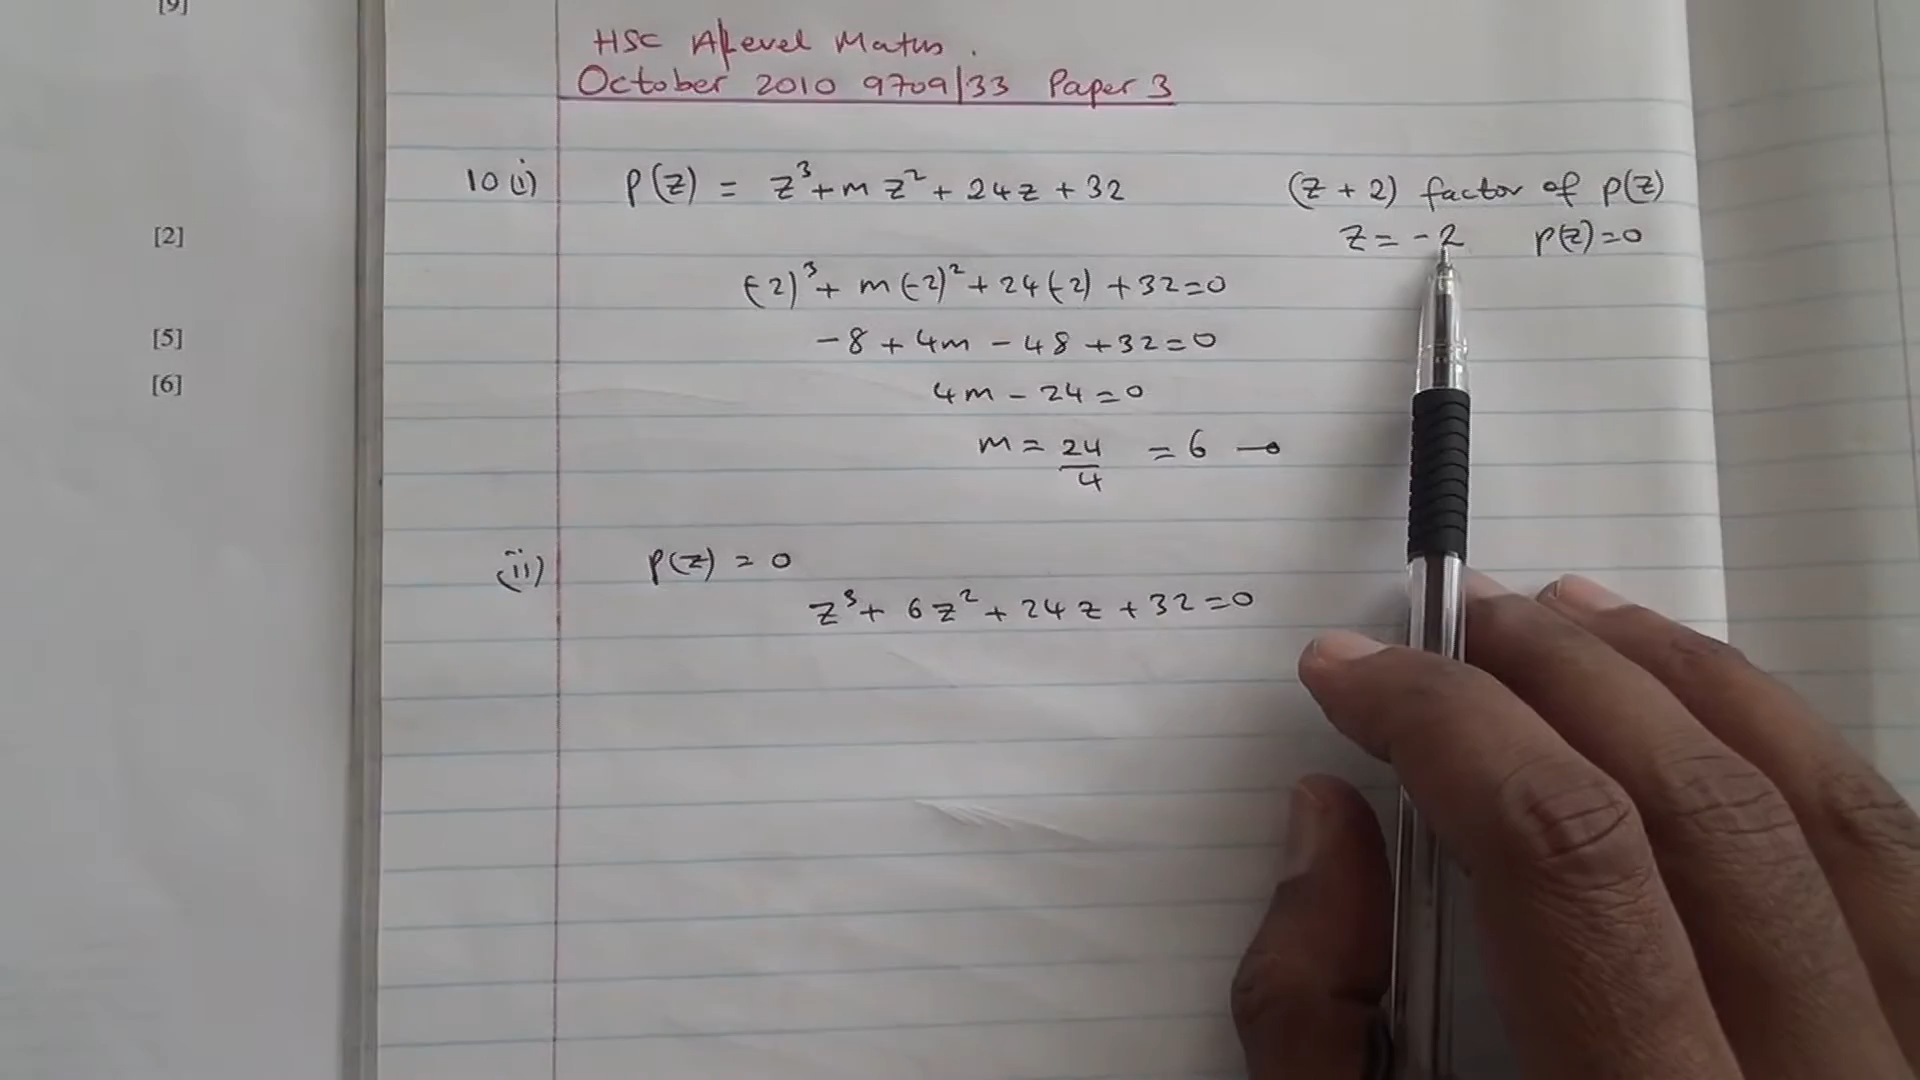 [9]
[2]
[5]
[6]
HSC A Level Maths.
October 2010 9709/33 Paper 3
10 (i) p(z) = z³ + m z² + 24z + 32 (z + 2) factor of p(z)
z = -2 p(z) = 0
(-2)³ + m (-2)² + 24 (-2) + 32 = 0
-8 + 4m - 48 + 32 = 0
4m - 24 = 0
m = 24/4 = 6
(ii) p(z) = 0
z³ + 6z² + 24z + 32 = 0